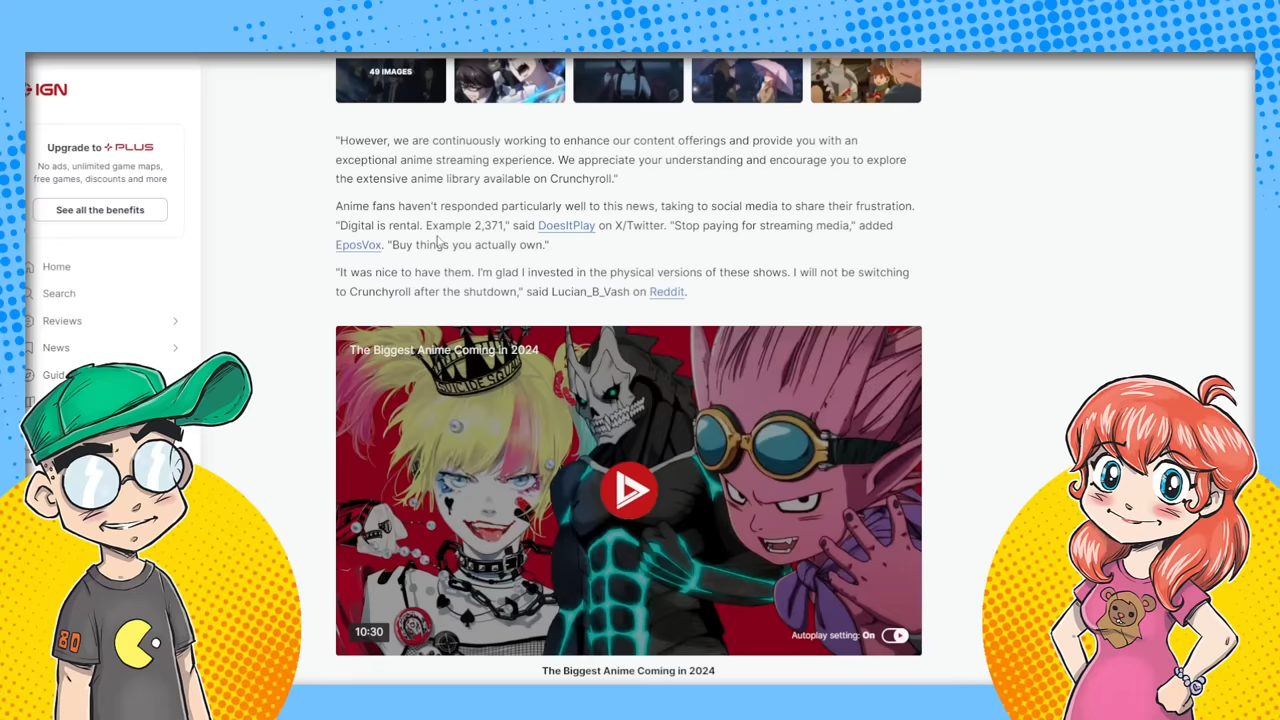 49 IMAGES
IGN
Upgrade to PLUS
No ads, unlimited game maps,
free games, discounts and more
See all the benefits
Home
Search
Reviews
News
"However, we are continuously working to enhance our content offerings and provide you with an
exceptional anime streaming experience. We appreciate your understanding and encourage you to explore
the extensive anime library available on Crunchyroll."
Anime fans haven't responded particularly well to this news, taking to social media to share their frustration.
"Digital is rental. Example 2,371," said DoesItPlay on X/Twitter. "Stop paying for streaming media," added
EposVox. "Buy things you actually own."
"It was nice to have them. I'm glad I invested in the physical versions of these shows. I will not be switching
to Crunchyroll after the shutdown," said Lucian_B_Vash on Reddit.
The Biggest Anime Coming in 2024
SUICIDE SQUAD
10:30
Autoplay setting: On
The Biggest Anime Coming in 2024
80